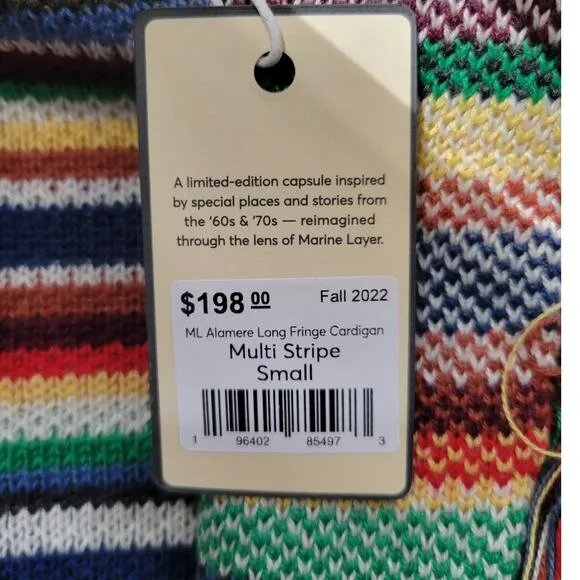 A limited-edition capsule inspired
by special places and stories from
the '60s & '70s — reimagined
through the lens of Marine Layer.
$198 00 Fall 2022
ML Alamere Long Fringe Cardigan
Multi Stripe
Small
1 96402 85497 3